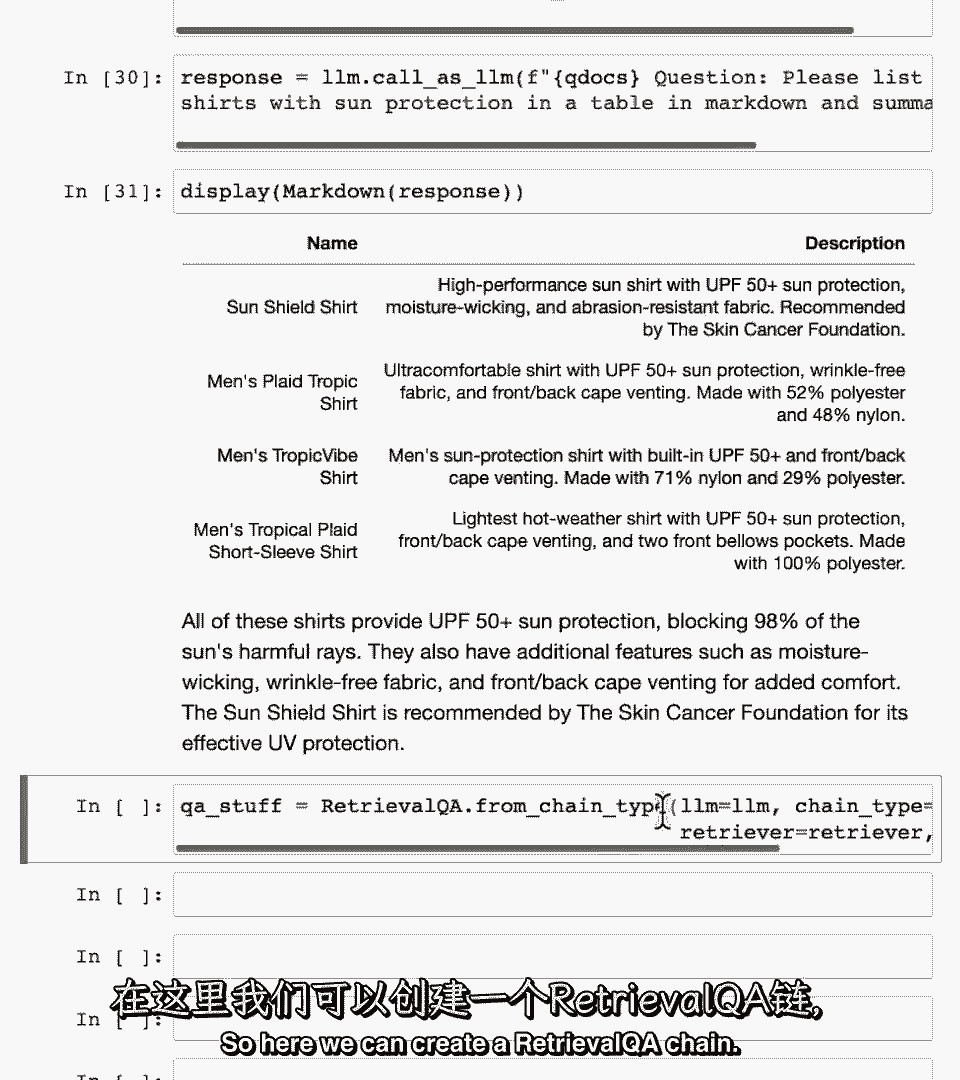 In [30]: response = llm.call_as_llm(f"{qdocs} Question: Please list
shirts with sun protection in a table in markdown and summa
In [31]: display(Markdown(response))
Name Description
High-performance sun shirt with UPF 50+ sun protection,
Sun Shield Shirt moisture-wicking, and abrasion-resistant fabric. Recommended
by The Skin Cancer Foundation.
Men's Plaid Tropic Shirt
Ultracomfortable shirt with UPF 50+ sun protection, wrinkle-free
fabric, and front/back cape venting. Made with 52% polyester
and 48% nylon.
Men's TropicVibe Men's sun-protection shirt with built-in UPF 50+ and front/back
Shirt cape venting. Made with 71% nylon and 29% polyester.
Men's Tropical Plaid
Short-Sleeve Shirt
Lightest hot-weather shirt with UPF 50+ sun protection,
front/back cape venting, and two front bellows pockets. Made
with 100% polyester.
All of these shirts provide UPF 50+ sun protection, blocking 98% of the
sun's harmful rays. They also have additional features such as moisture-
wicking, wrinkle-free fabric, and front/back cape venting for added comfort.
The Sun Shield Shirt is recommended by The Skin Cancer Foundation for its
effective UV protection.
In [ ]: qa_stuff = RetrievalQA.from_chain_type(llm=llm, chain_type=
retriever=retriever,
In [ ]:
In [ ]:
In [ ]:
在这里我们可以创建一个RetrievalQA链,
So here we can create a RetrievalQA chain.